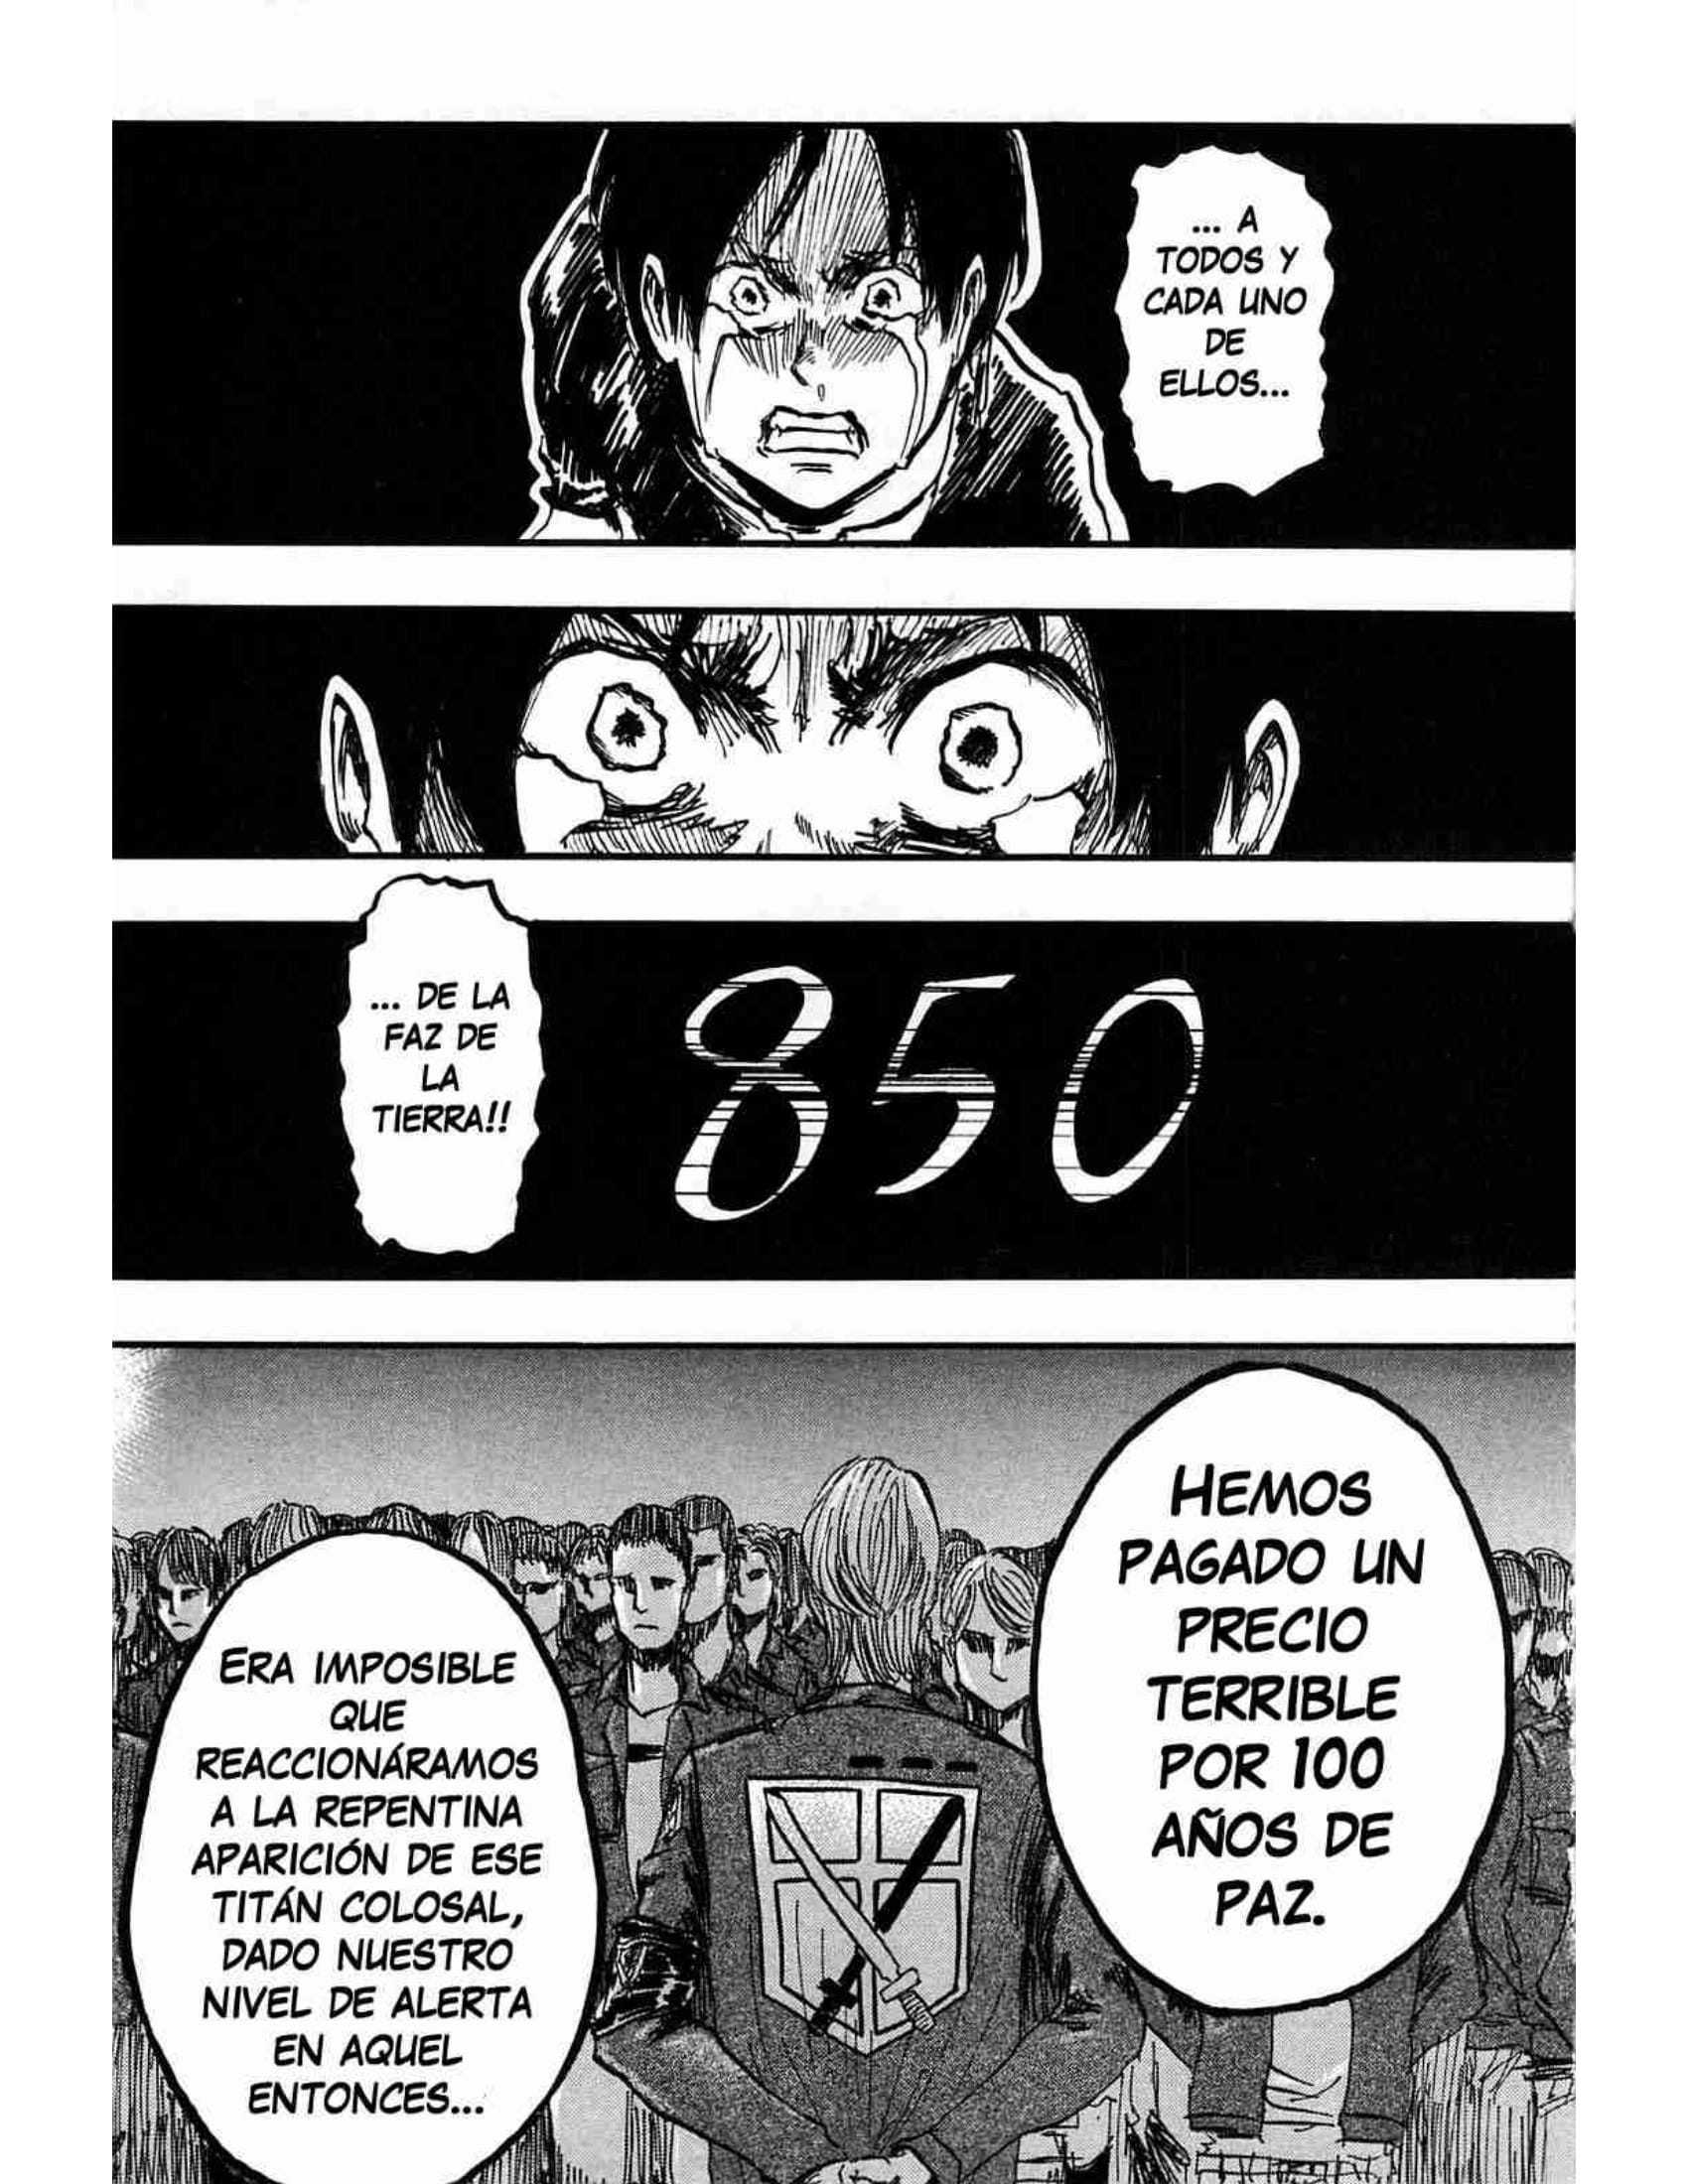 ... A
TODOS Y
CADA UNO
DE
ELLOS...
850
... DE LA
FAZ DE
LA
TIERRA!!
HEMOS
PAGADO UN
PRECIO
TERRIBLE
POR 100
AÑOS DE
PAZ.
ERA IMPOSIBLE
QUE
REACCIONÁRAMOS
A LA REPENTINA
APARICIÓN DE ESE
TITÁN COLOSAL,
DADO NUESTRO
NIVEL DE ALERTA
EN AQUEL
ENTONCES...